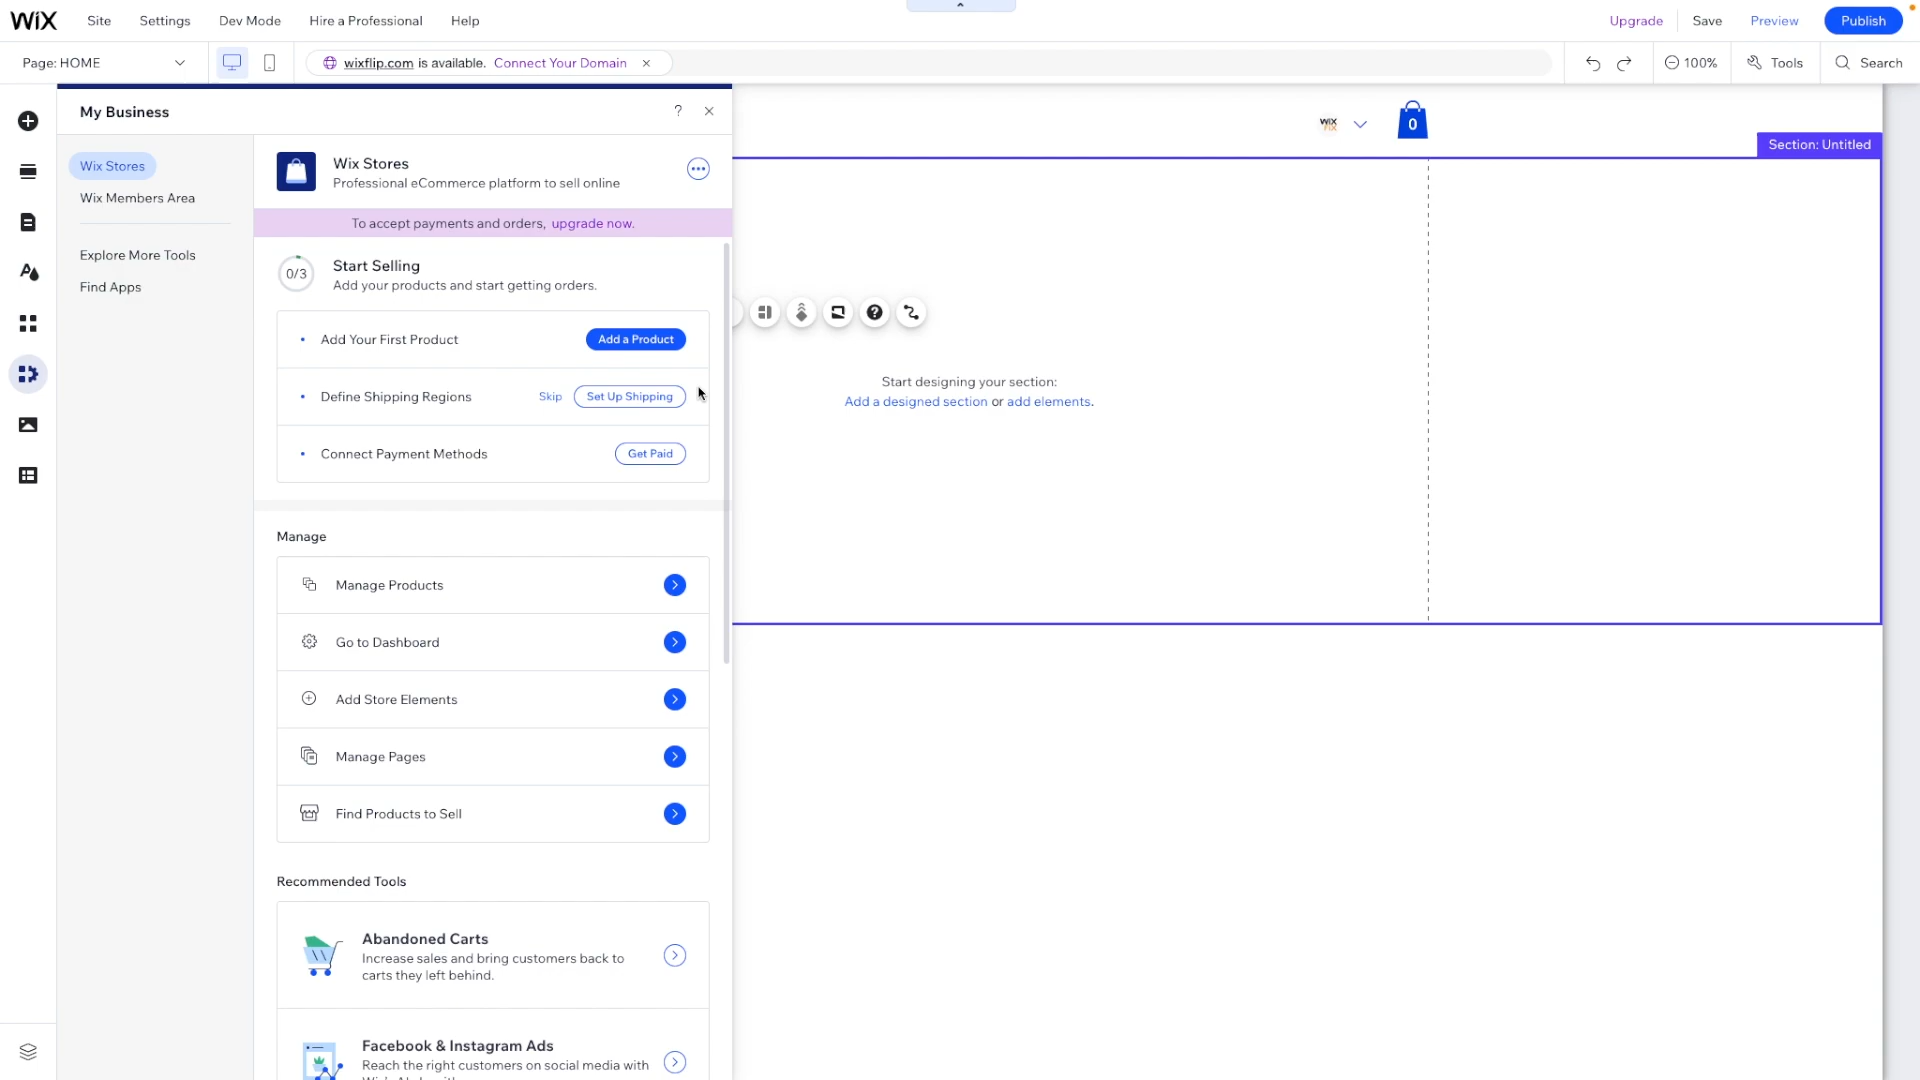 WIX Site Settings Dev Mode Hire a Professional Help Upgrade Save Preview Publish
Page: HOME wixflip.com is available. Connect Your Domain 100% Tools Search
My Business ?
WIX
FIX
0
Section: Untitled
Wix Stores
Wix Members Area
Explore More Tools
Find Apps
Wix Stores
Professional eCommerce platform to sell online
To accept payments and orders, upgrade now.
0/3
Start Selling
Add your products and start getting orders.
Add Your First Product Add a Product
Define Shipping Regions Skip Set Up Shipping
Connect Payment Methods Get Paid
Start designing your section:
Add a designed section or add elements.
Manage
Manage Products
Go to Dashboard
Add Store Elements
Manage Pages
Find Products to Sell
Recommended Tools
Abandoned Carts
Increase sales and bring customers back to
carts they left behind.
Facebook & Instagram Ads
Reach the right customers on social media with